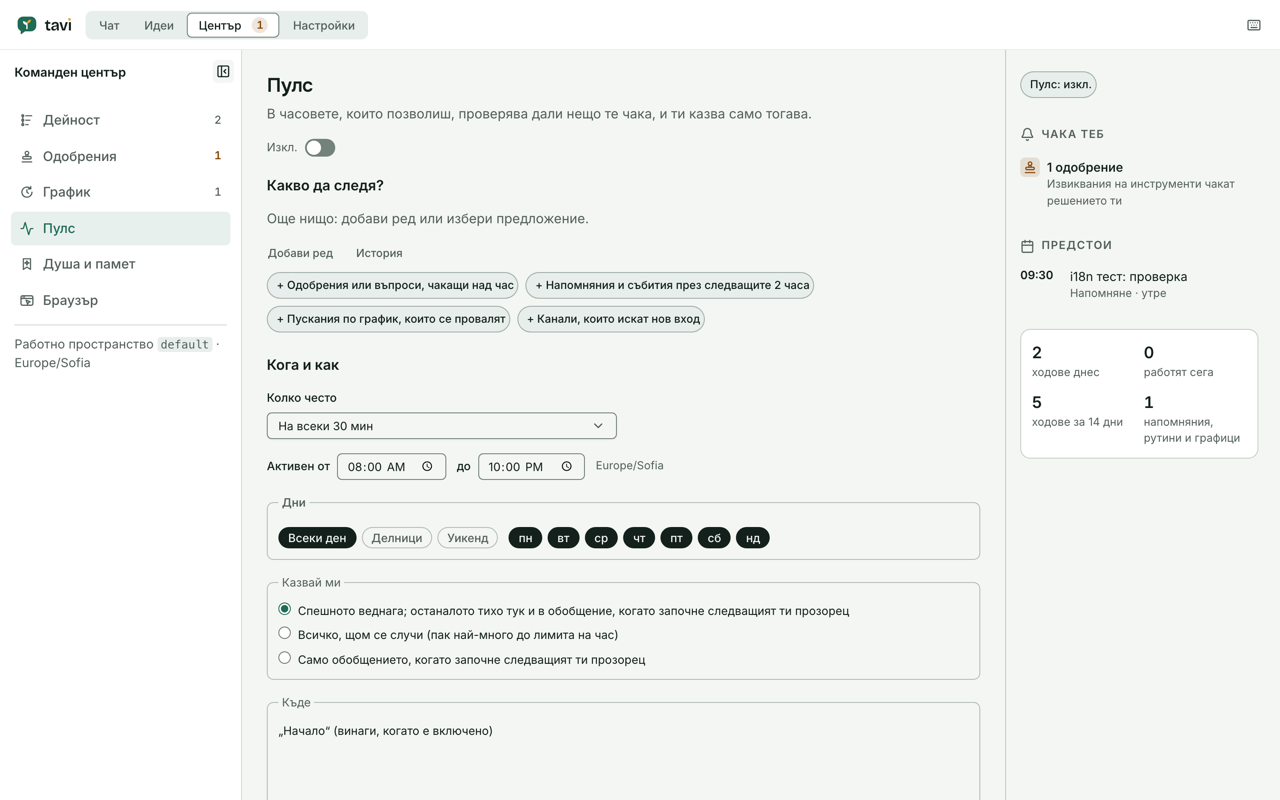 tavi
Чат
Идеи
Център 1
Настройки
Команден център
Дейност 2
Одобрения 1
График 1
Пулс
Душа и памет
Браузър
Работно пространство default ·
Europe/Sofia
Пулс
В часовете, които позволиш, проверява дали нещо те чака, и ти казва само тогава.
Изкл.
Какво да следя?
Още нищо: добави ред или избери предложение.
Добави ред
История
+ Одобрения или въпроси, чакащи над час
+ Напомняния и събития през следващите 2 часа
+ Пускания по график, които се провалят
+ Канали, които искат нов вход
Кога и как
Колко често
На всеки 30 мин
Активен от 08:00 AM до 10:00 PM Europe/Sofia
Дни
Всеки ден Делници Уикенд пн вт ср чт пт сб нд
Казвай ми
Спешното веднага; останалото тихо тук и в обобщение, когато започне следващият ти прозорец
Всичко, щом се случи (пак най-много до лимита на час)
Само обобщението, когато започне следващият ти прозорец
Къде
„Начало“ (винаги, когато е включено)
Пулс: изкл.
ЧАКА ТЕБ
1 одобрение
Извиквания на инструменти чакат
решението ти
ПРЕДСТОИ
09:30 i18n тест: проверка
Напомняне · утре
2
ходове днес
0
работят сега
5
ходове за 14 дни
1
напомняния,
рутини и графици